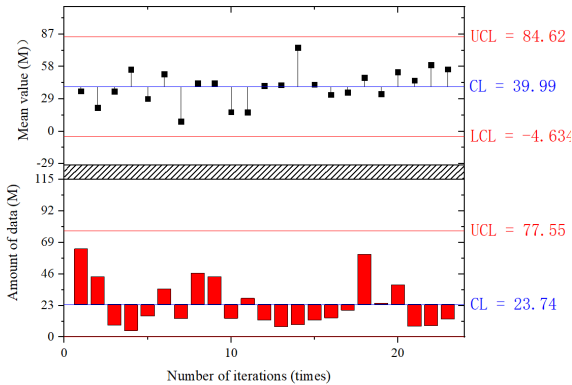 Mean value (M))
87
58
29
0
-29
UCL = 84.62
CL = 39.99
LCL = -4.634
Amount of data (M)
115
92
69
46
23
0
UCL = 77.55
CL = 23.74
0
10
20
Number of iterations (times)